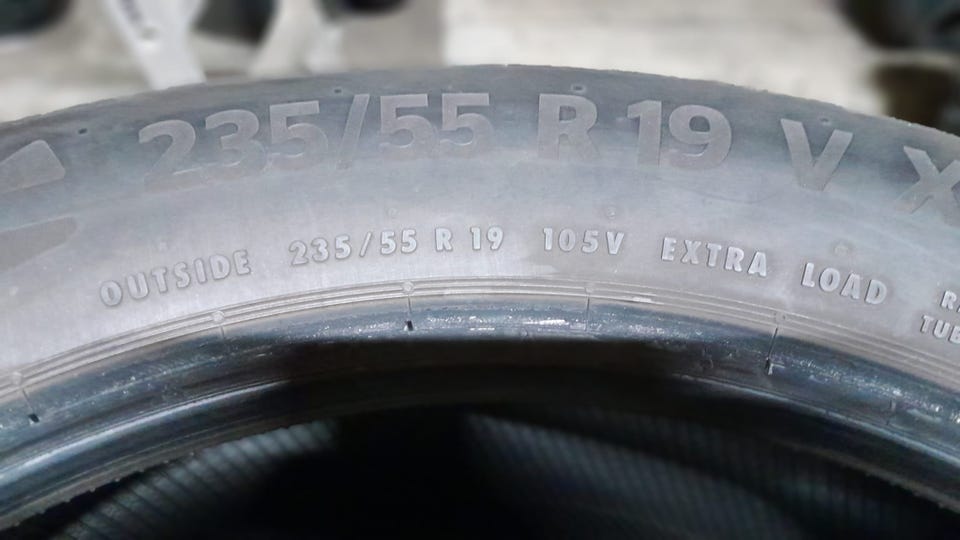 235/55 R 19 V X
OUTSIDE 235/55 R 19 105V EXTRA LOAD